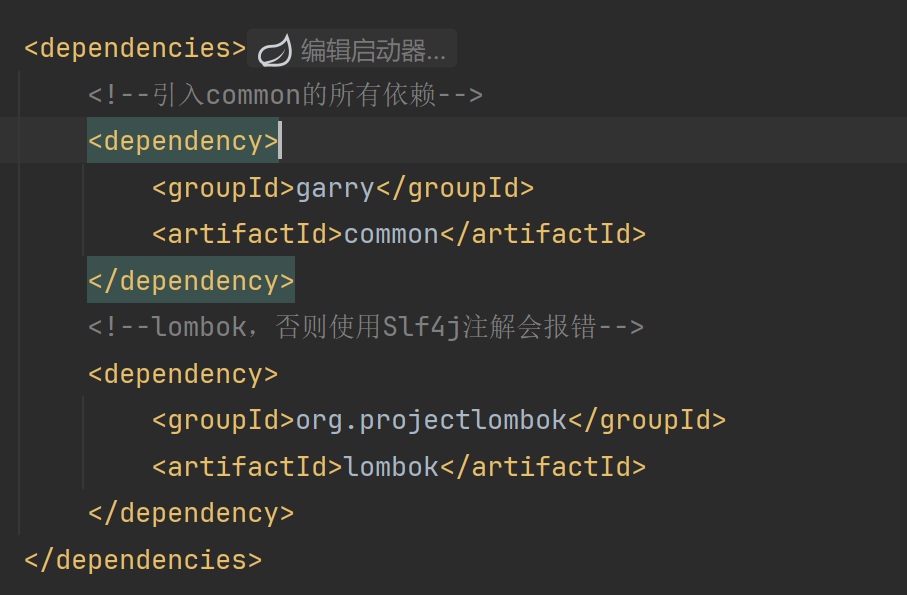 <dependencies> 编辑启动器...
<!--引入common的所有依赖-->
<dependency>
<groupId>garry</groupId>
<artifactId>common</artifactId>
</dependency>
<!--lombok, 否则使用Slf4j注解会报错-->
<dependency>
<groupId>org.projectlombok</groupId>
<artifactId>lombok</artifactId>
</dependency>
</dependencies>